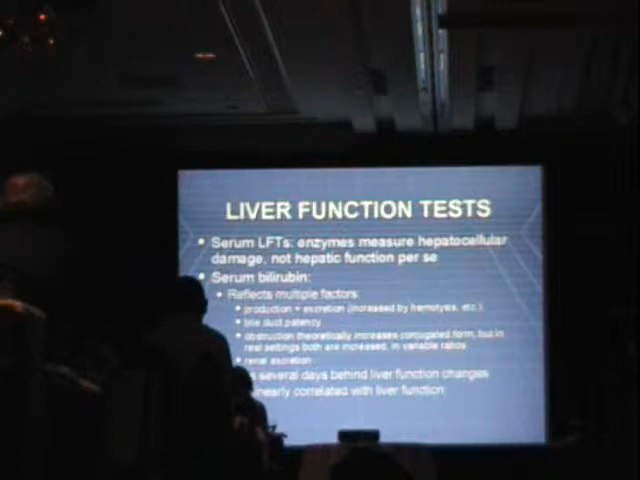 LIVER FUNCTION TESTS
Serum LFTs: enzymes measure hepatocellular
damage, not hepatic function per se
Serum bilirubin:
Reflects multiple factors
production + excretion (increased by hemolysis, etc.)
bile duct patency
obstruction theoretically increases conjugated form, but in
real settings both are increased, in variable ratios
renal excretion
several days behind liver function changes
correlated with liver function